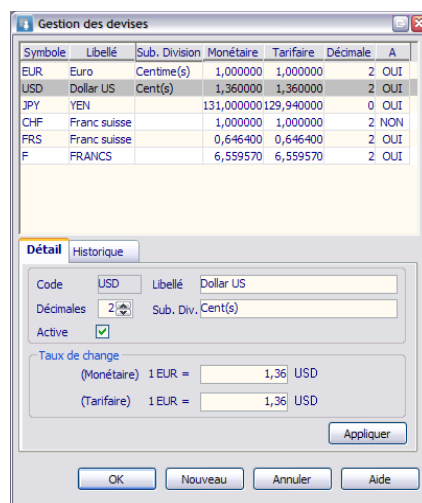 Gestion des devises
Symbole Libellé Sub. Division Monétaire Tarifaire Décimale A
EUR Euro Centime(s) 1,000000 1,000000 2 OUI
USD Dollar US Cent(s) 1,360000 1,360000 2 OUI
JPY YEN 131,000000 129,940000 0 OUI
CHF Franc suisse 1,000000 1,000000 2 NON
FRS Franc suisse 0,646400 0,646400 2 OUI
F FRANCS 6,559570 6,559570 2 OUI
Détail Historique
Code USD Libellé Dollar US
Décimales 2 Sub. Div. Cent(s)
Active
Taux de change
(Monétaire) 1 EUR = 1,36 USD
(Tarifaire) 1 EUR = 1,36 USD
Appliquer
OK Nouveau Annuler Aide